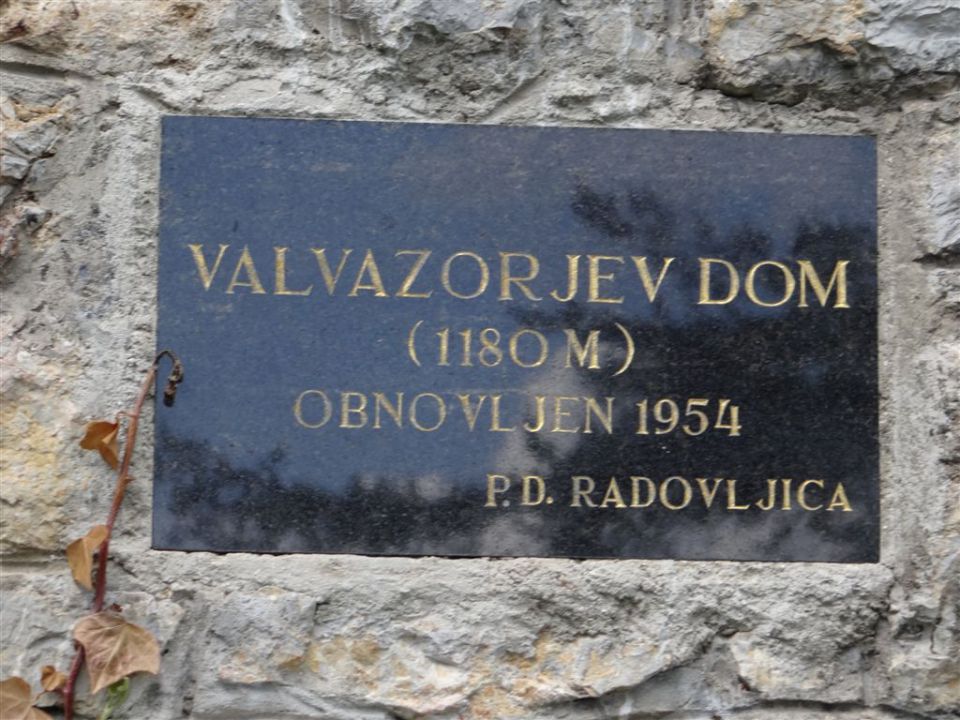 VALVAZORJEV DOM
(1180 M)
OBNOVLJEN 1954
P.D. RADOVLJICA